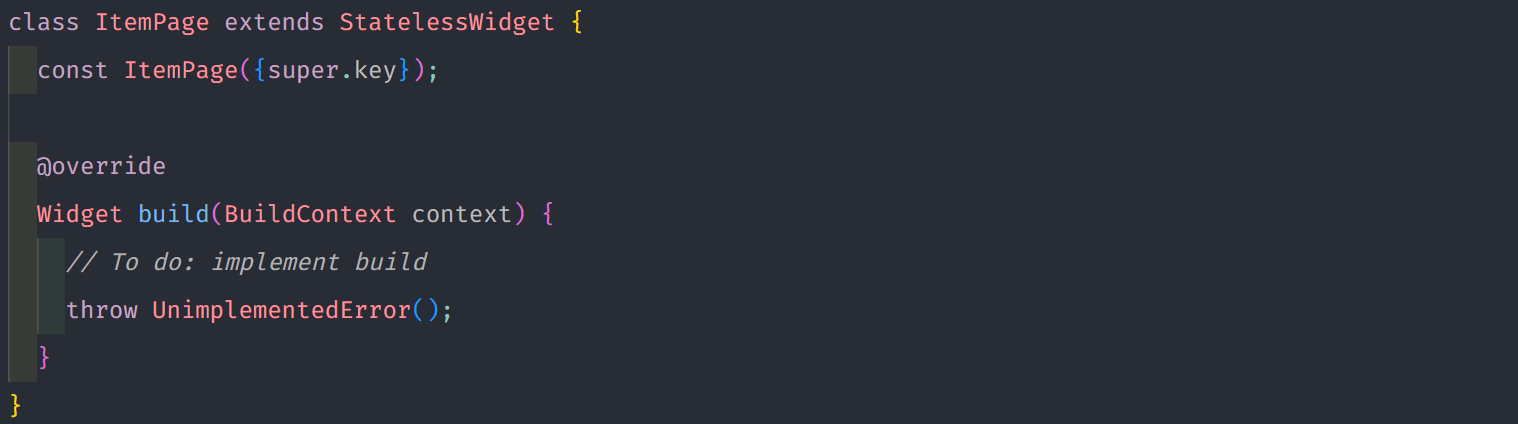 class ItemPage extends StatelessWidget {
  const ItemPage({super.key});

  @override
  Widget build(BuildContext context) {
    // To do: implement build
    throw UnimplementedError();
  }
}